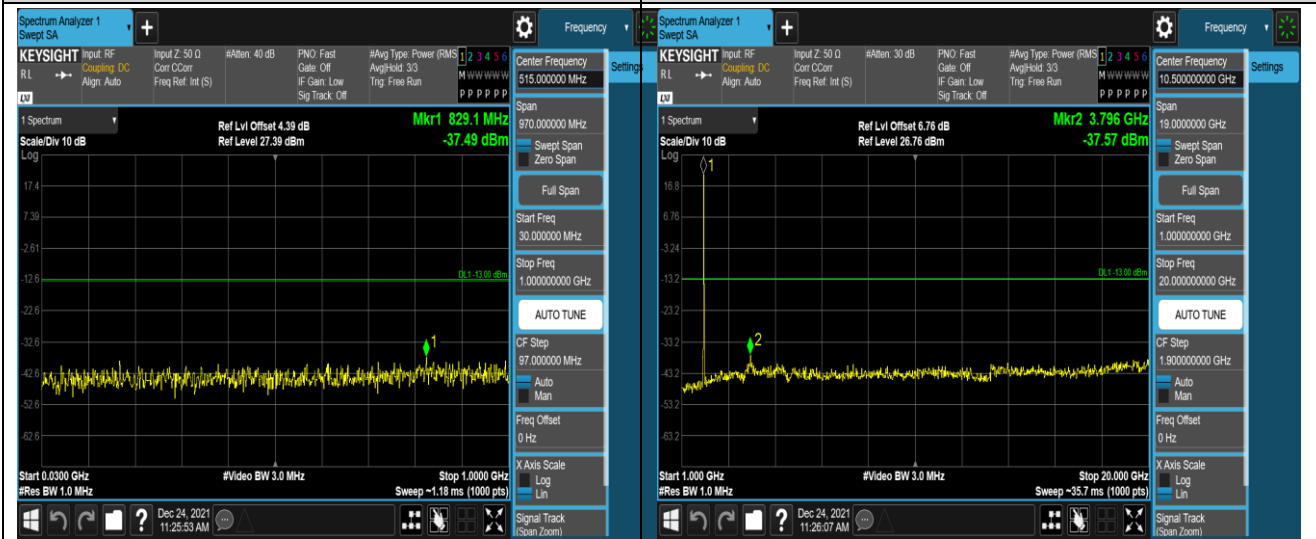 Spectrum Analyzer 1
Swept SA
+
Frequency
KEYSIGHT
Input: RF
Input Z: 50 Ω
#Atten: 40 dB
PNO: Fast
#Avg Type: Power (RMS
1 2 3 4 5 6
RL
Coupling: DC
Corr CCorr
Gate: Off
Avg|Hold: 3/3
M W W W W W
Align: Auto
Freq Ref: Int (S)
IF Gain: Low
Trig: Free Run
P P P P P P
Sig Track: Off
LXI
1 Spectrum
Ref Lvl Offset 4.39 dB
Mkr1 829.1 MHz
Scale/Div 10 dB
Ref Level 27.39 dBm
-37.49 dBm
Log
17.4
7.39
-2.61
-12.6
DL1 -13.00 dBm
-22.6
-32.6
1
-42.6
-52.6
-62.6
Start 0.0300 GHz
#Video BW 3.0 MHz
Stop 1.0000 GHz
#Res BW 1.0 MHz
Sweep ~1.18 ms (1000 pts)
Center Frequency
515.000000 MHz
Settings
Span
970.000000 MHz
Swept Span
Zero Span
Full Span
Start Freq
30.000000 MHz
Stop Freq
1.000000000 GHz
AUTO TUNE
CF Step
97.000000 MHz
Auto
Man
Freq Offset
0 Hz
X Axis Scale
Log
Lin
Signal Track
(Span Zoom)
?
Dec 24, 2021
11:25:53 AM
Spectrum Analyzer 1
Swept SA
+
Frequency
KEYSIGHT
Input: RF
Input Z: 50 Ω
#Atten: 30 dB
PNO: Fast
#Avg Type: Power (RMS
1 2 3 4 5 6
RL
Coupling: DC
Corr CCorr
Gate: Off
Avg|Hold: 3/3
M W W W W W
Align: Auto
Freq Ref: Int (S)
IF Gain: Low
Trig: Free Run
P P P P P P
Sig Track: Off
LXI
1 Spectrum
Ref Lvl Offset 6.76 dB
Mkr2 3.796 GHz
Scale/Div 10 dB
Ref Level 26.76 dBm
-37.57 dBm
Log
1
16.8
6.76
-3.24
-13.2
DL1 -13.00 dBm
-23.2
-33.2
2
-43.2
-53.2
-63.2
Start 1.000 GHz
#Video BW 3.0 MHz
Stop 20.000 GHz
#Res BW 1.0 MHz
Sweep ~35.7 ms (1000 pts)
Center Frequency
10.500000000 GHz
Settings
Span
19.0000000 GHz
Swept Span
Zero Span
Full Span
Start Freq
1.000000000 GHz
Stop Freq
20.000000000 GHz
AUTO TUNE
CF Step
1.900000000 GHz
Auto
Man
Freq Offset
0 Hz
X Axis Scale
Log
Lin
Signal Track
(Span Zoom)
?
Dec 24, 2021
11:26:07 AM